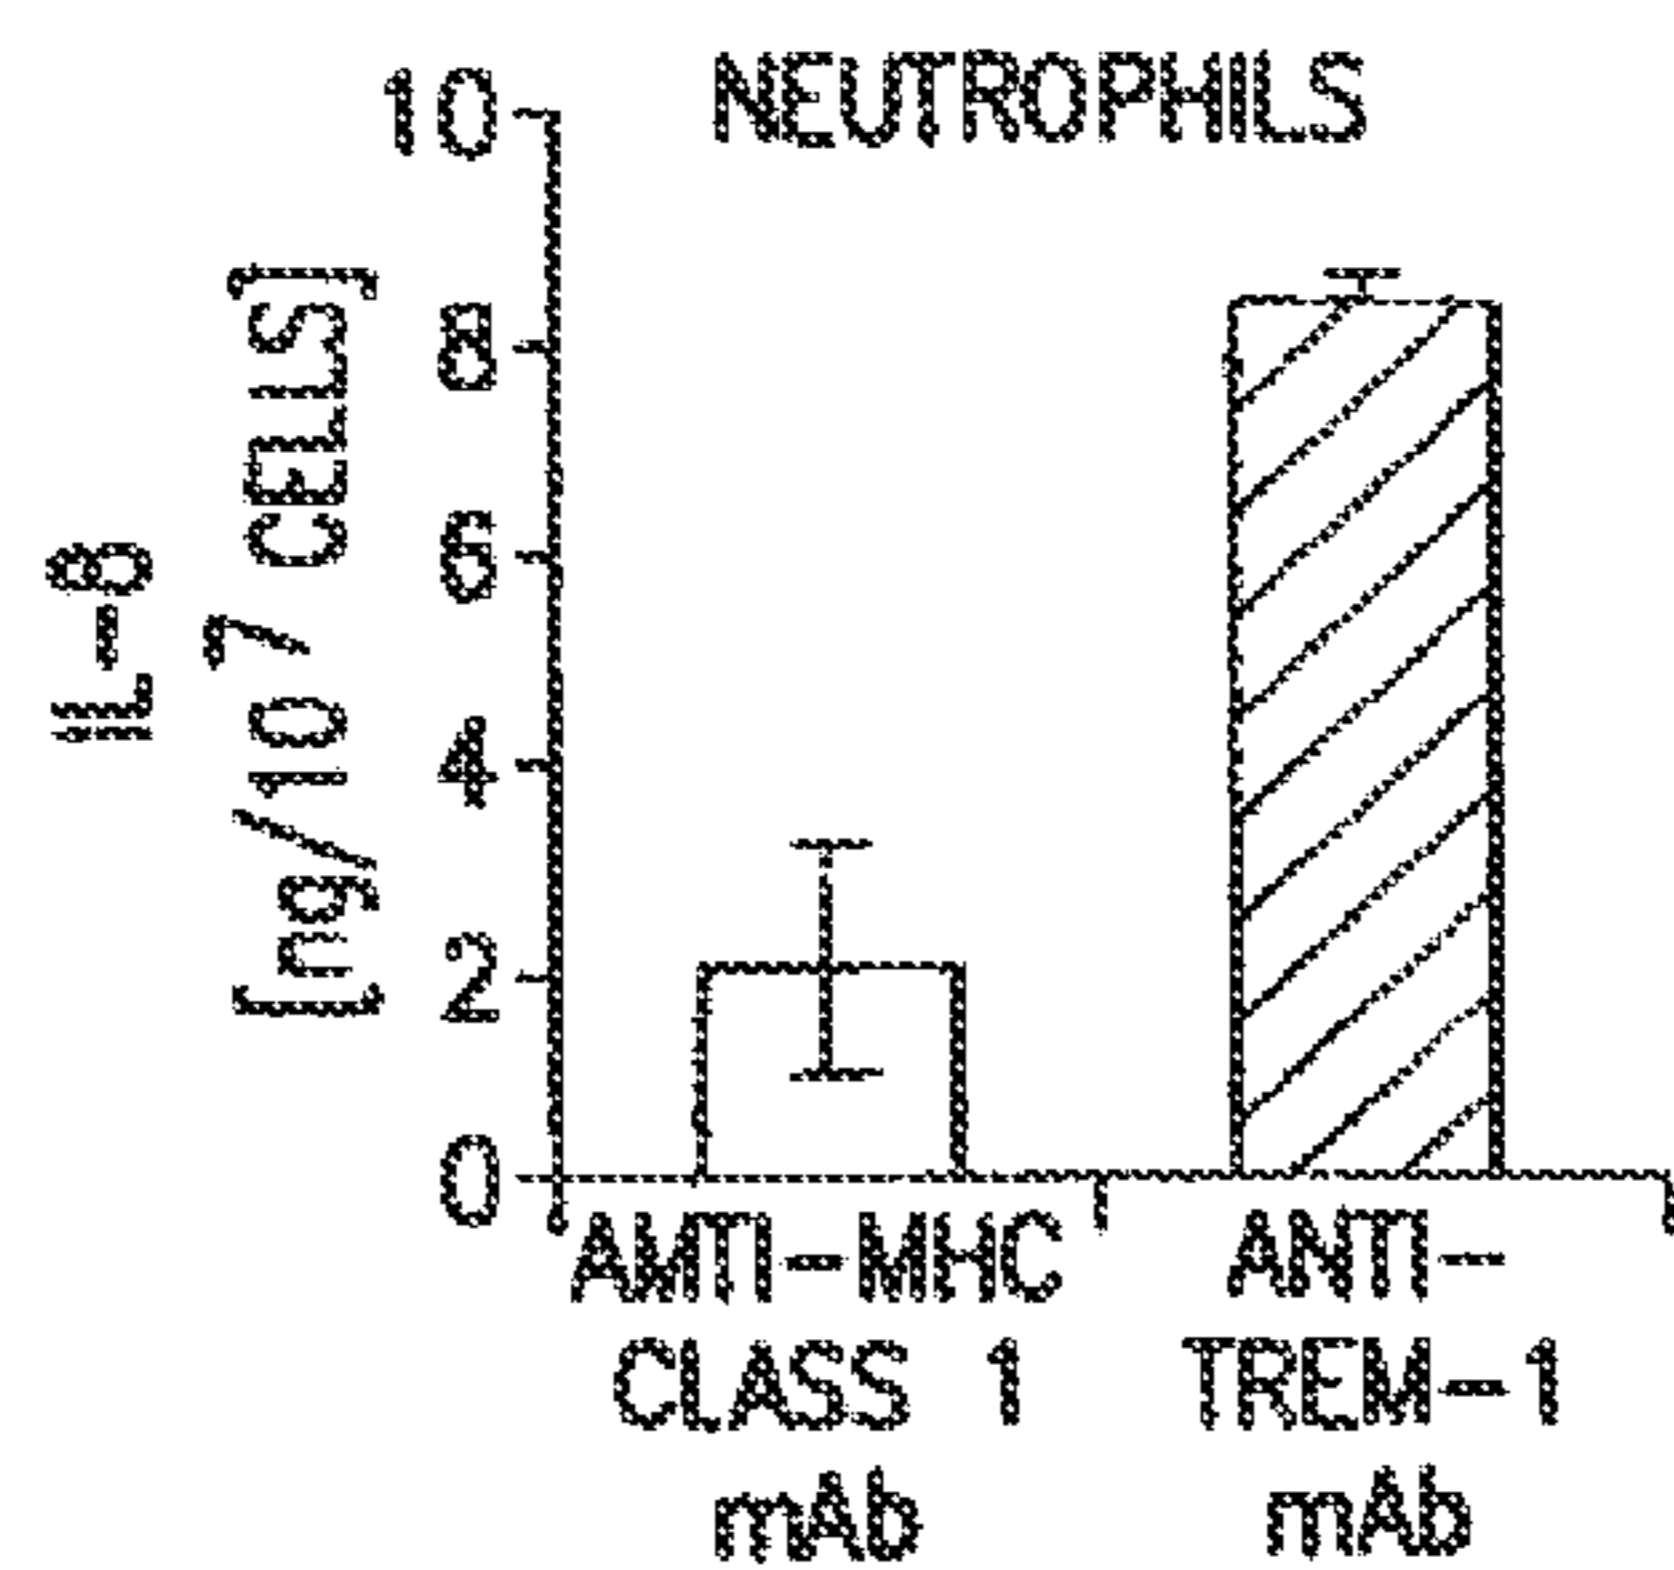 NEUTROPHILS
IL-8
[ng/10⁷ CELLS]
10
8
6
4
2
0
AMTI-MHC
CLASS 1
mAb
ANTI-
TREM-1
mAb